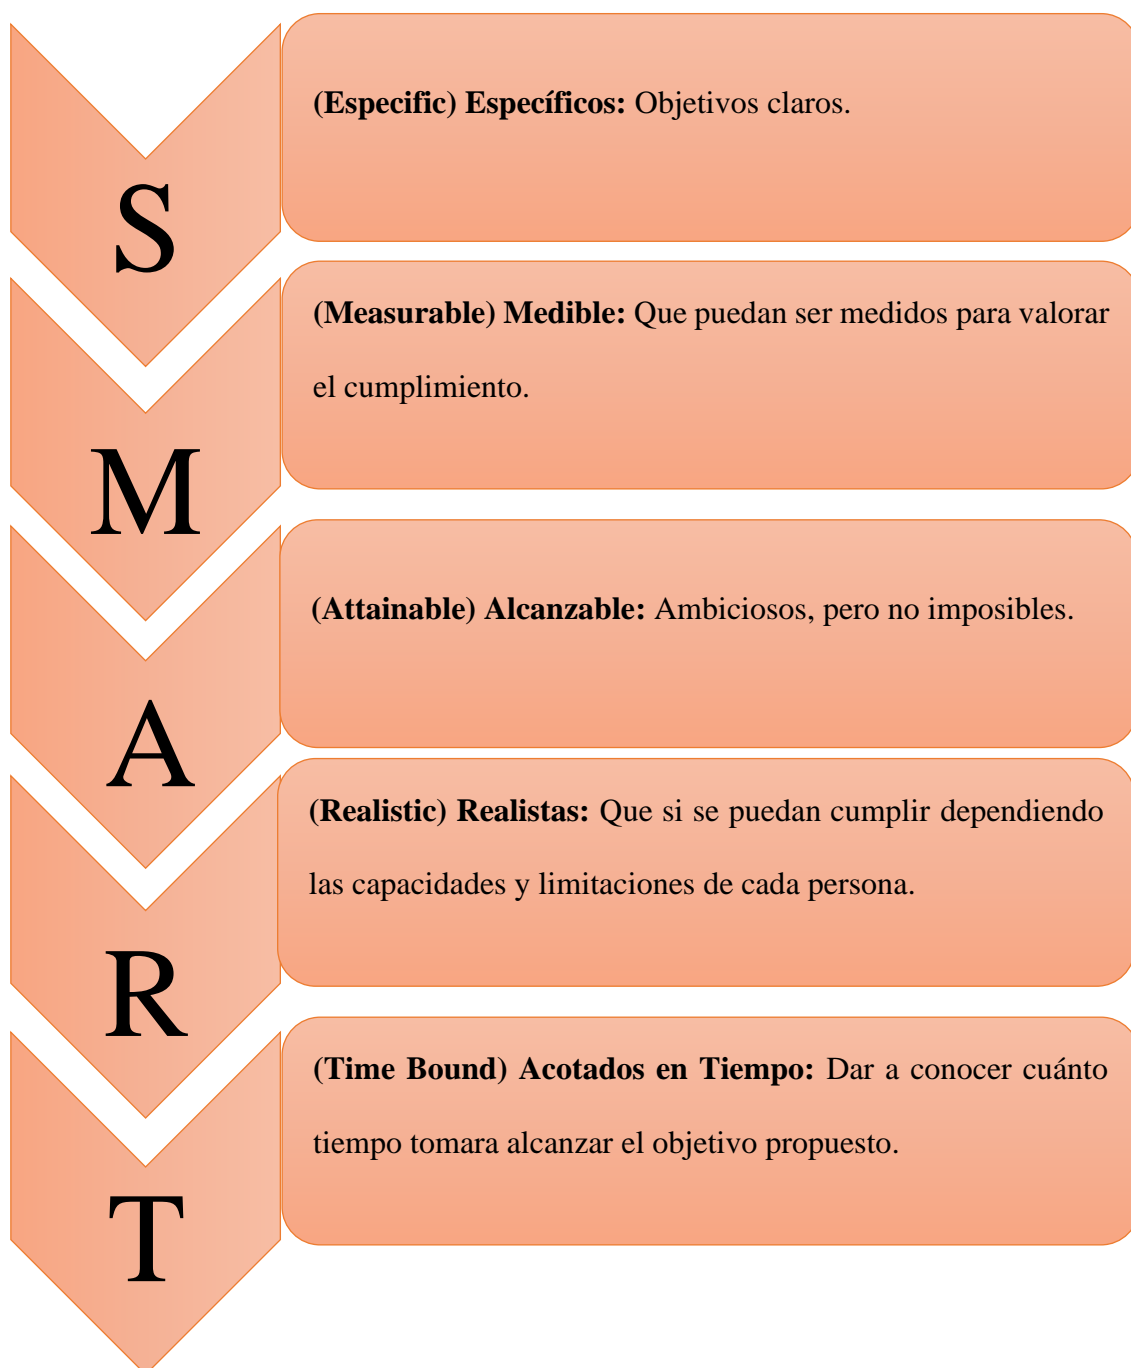 S
(Especific) Específicos: Objetivos claros.
M
(Measurable) Medible: Que puedan ser medidos para valorar
el cumplimiento.
A
(Attainable) Alcanzable: Ambiciosos, pero no imposibles.
R
(Realistic) Realistas: Que si se puedan cumplir dependiendo
las capacidades y limitaciones de cada persona.
T
(Time Bound) Acotados en Tiempo: Dar a conocer cuánto
tiempo tomara alcanzar el objetivo propuesto.